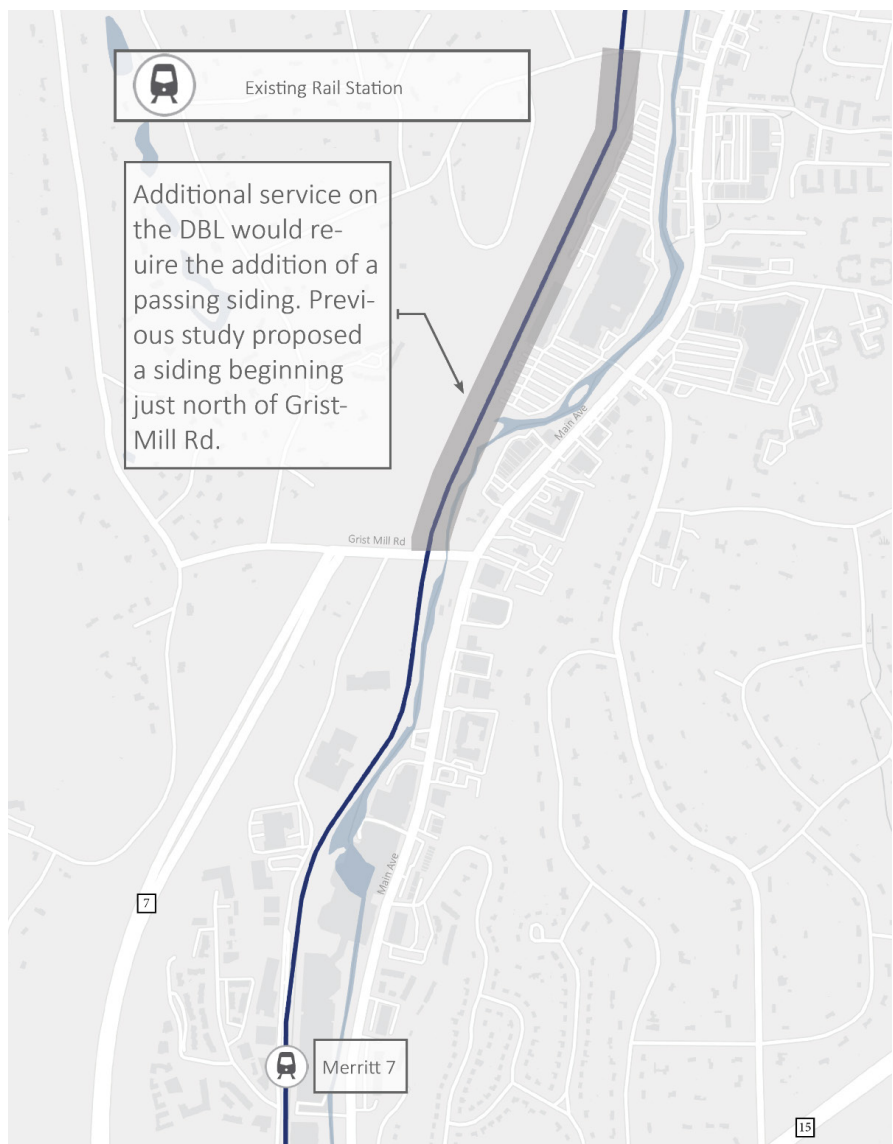 Existing Rail Station
Additional service on
the DBL would re-
uire the addition of a
passing siding. Previ-
ous study proposed
a siding beginning
just north of Grist-
Mill Rd.
Main Ave
Grist Mill Rd
Main Ave
7
Merritt 7
15